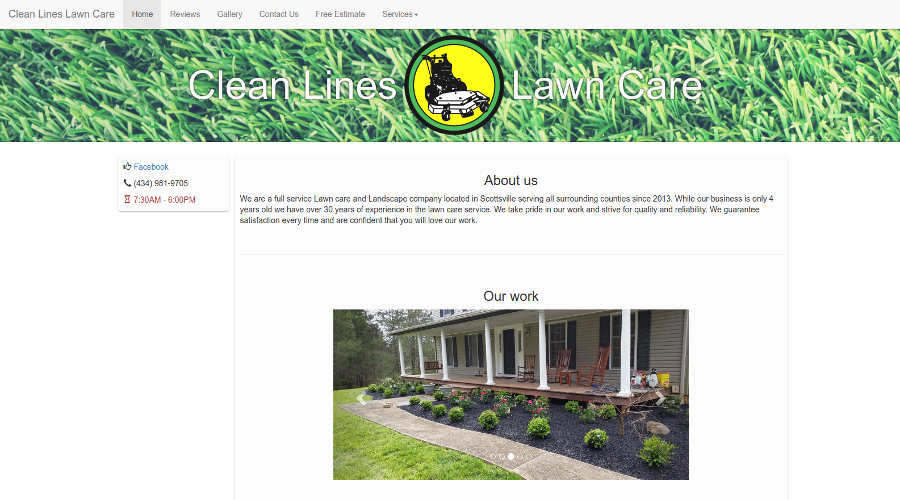 Clean Lines Lawn Care Home Reviews Gallery Contact Us Free Estimate Services
Clean Lines Lawn Care
Facebook
(434) 981-9705
7:30AM - 6:00PM
About us
We are a full service Lawn care and Landscape company located in Scottsville serving all surrounding counties since 2013. While our business is only 4
years old we have over 30 years of experience in the lawn care service. We take pride in our work and strive for quality and reliability. We guarantee
satisfaction every time and are confident that you will love our work.
Our work